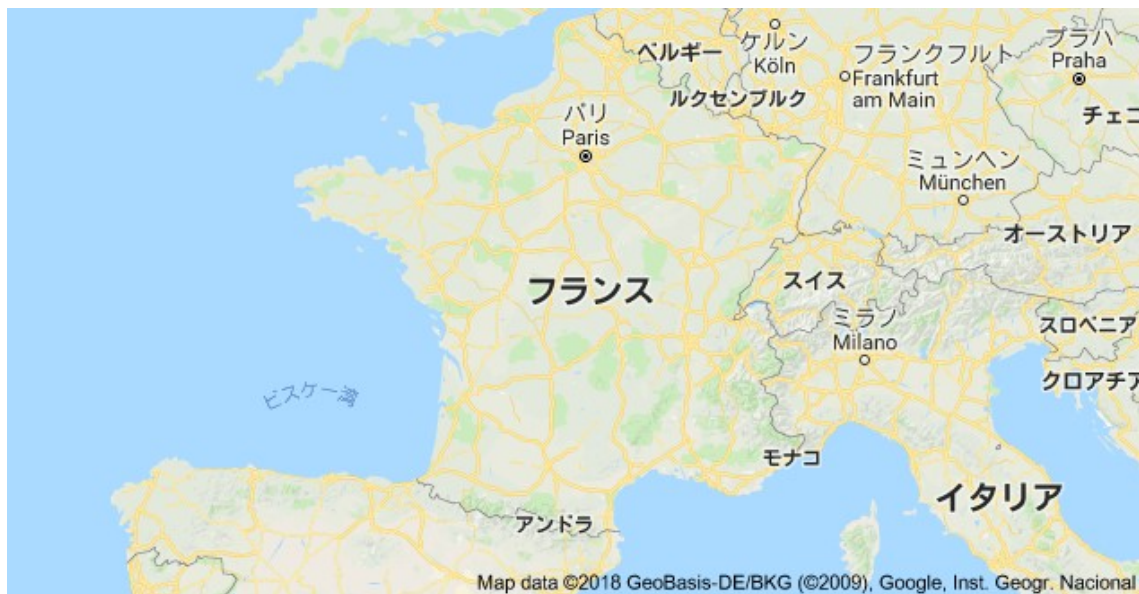 ベルギー
ケルン
Köln
フランクフルト
Frankfurt
am Main
プラハ
Praha
ルクセンブルク
チェコ
パリ
Paris
ミュンヘン
München
オーストリア
フランス
スイス
ミラノ
Milano
スロベニア
クロアチア
ビスケー湾
モナコ
イタリア
アンドラ
Map data ©2018 GeoBasis-DE/BKG (©2009), Google, Inst. Geogr. Nacional